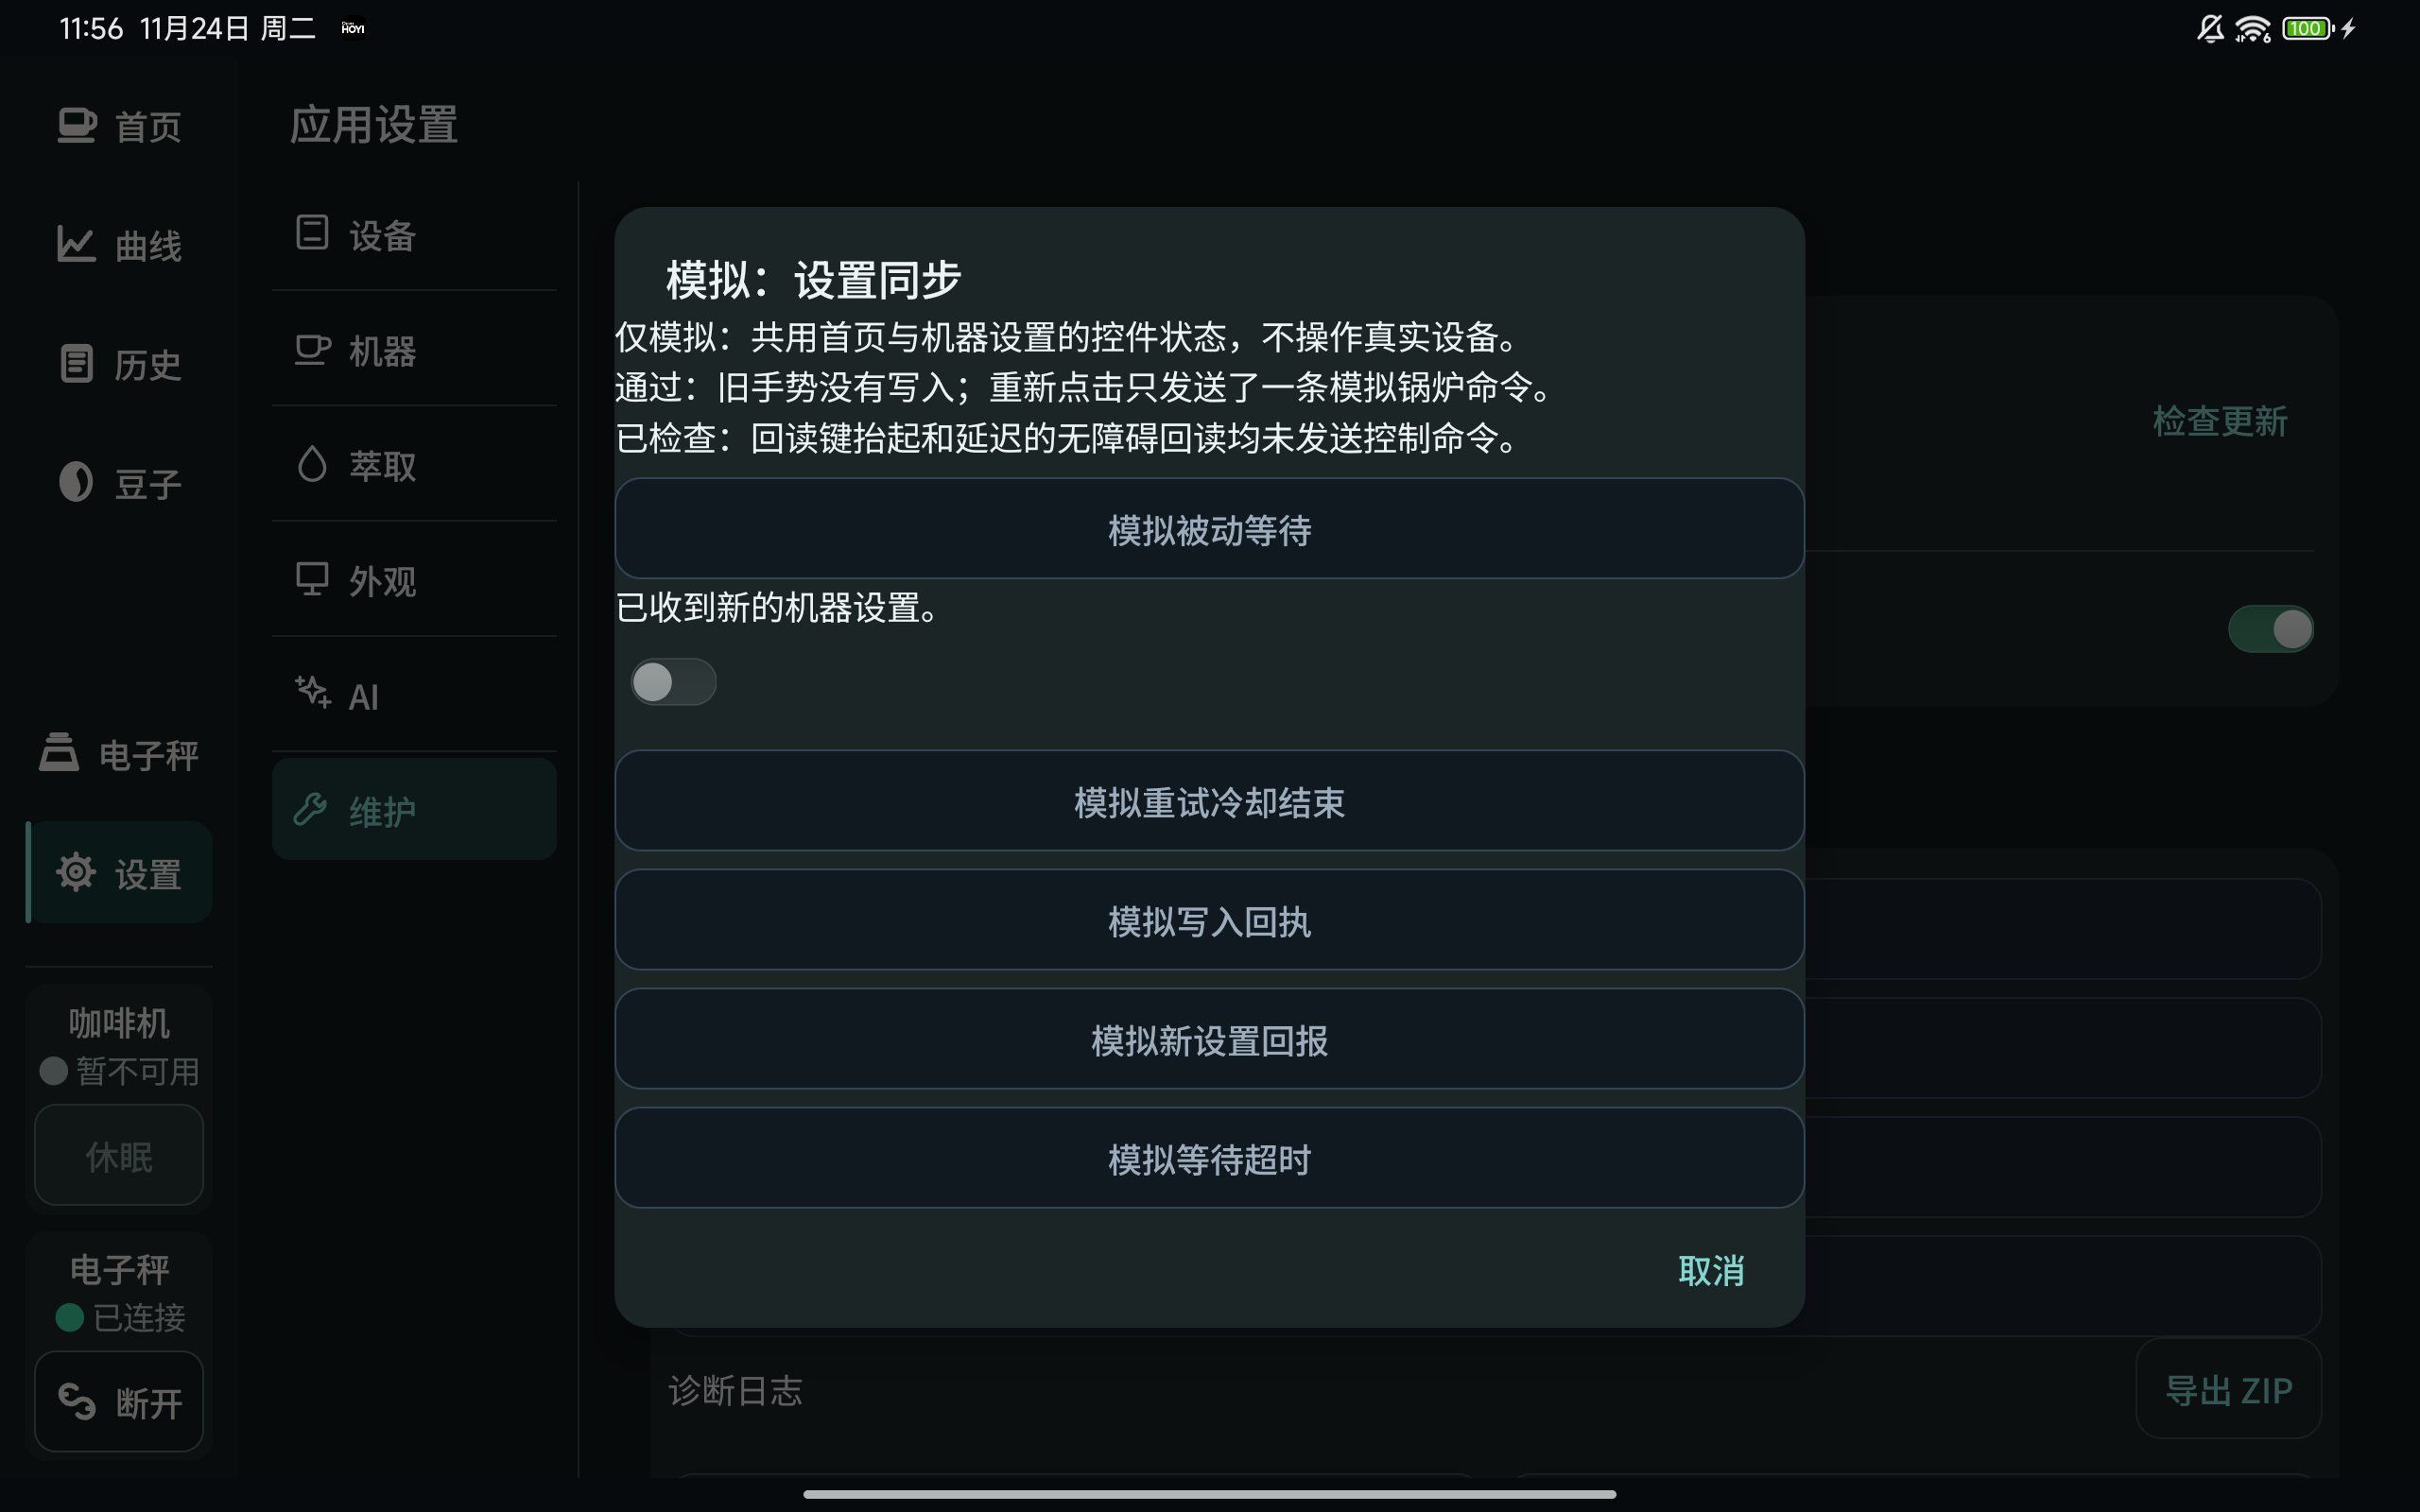 11:56 11月24日 周二 HOYI
100
首页
曲线
历史
豆子
电子秤
设置
咖啡机
暂不可用
休眠
电子秤
已连接
断开
应用设置
设备
机器
萃取
外观
AI
维护
检查更新
模拟：设置同步
仅模拟：共用首页与机器设置的控件状态，不操作真实设备。
通过：旧手势没有写入；重新点击只发送了一条模拟锅炉命令。
已检查：回读键抬起和延迟的无障碍回读均未发送控制命令。
模拟被动等待
已收到新的机器设置。
模拟重试冷却结束
模拟写入回执
模拟新设置回报
模拟等待超时
取消
诊断日志
导出 ZIP